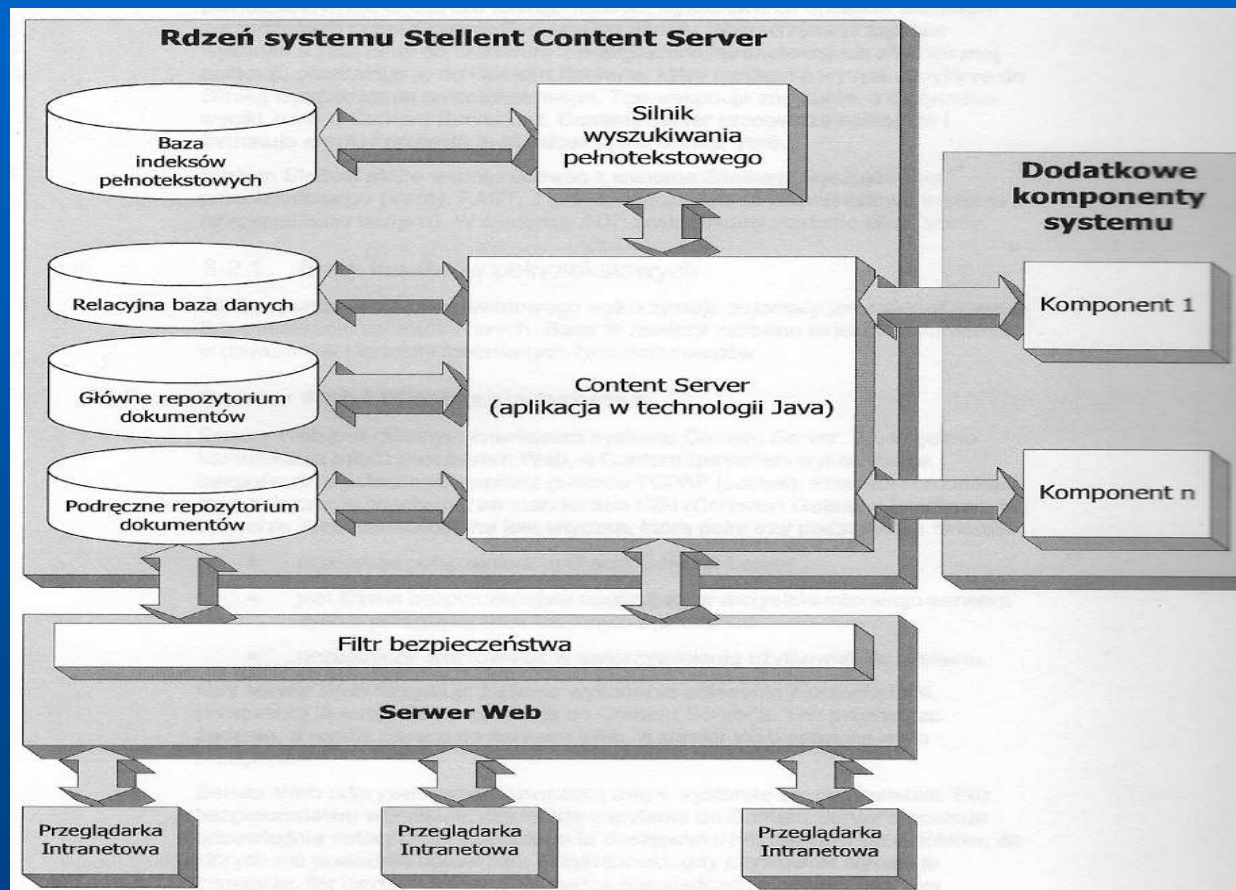 Rdzeń systemu Stellent Content Server
Baza
indeksów
pełnotekstowych
Silnik
wyszukiwania
pełnotekstowego
Dodatkowe
komponenty
systemu
Relacyjna baza danych
Komponent 1
Główne repozytorium
dokumentów
Content Server
(aplikacja w technologii Java)
Podręczne repozytorium
dokumentów
Komponent n
Filtr bezpieczeństwa
Serwer Web
Przeglądarka
Intranetowa
Przeglądarka
Intranetowa
Przeglądarka
Intranetowa